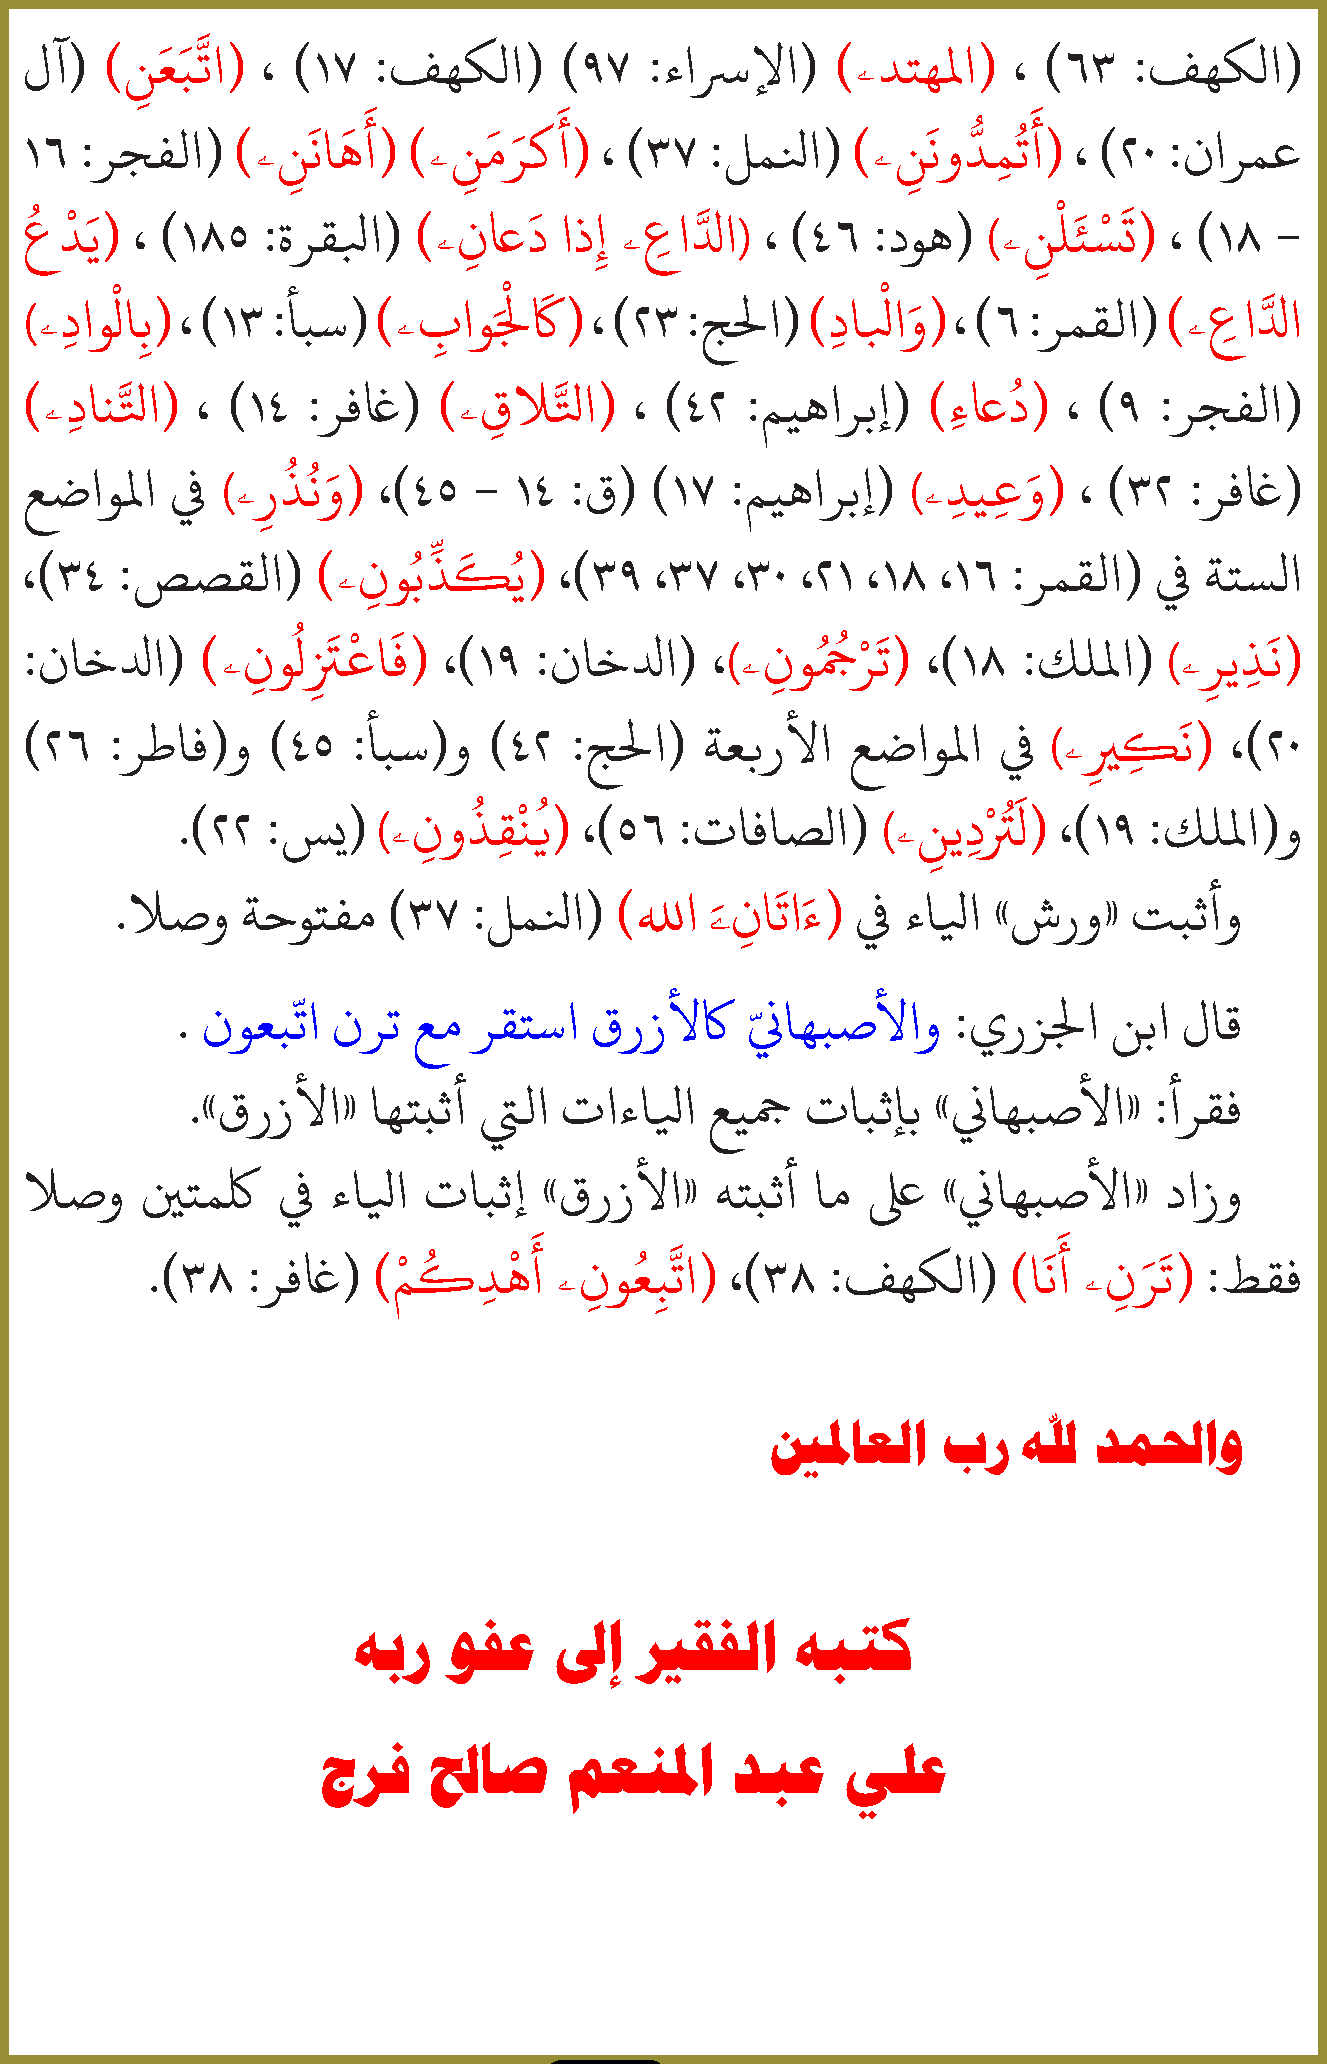 (الكهف: ٦٣) ، (المهتدۦ) (الإسراء: ٩٧) (الكهف: ١٧) ، (اتَّبَعَنِ) (آل
عمران: ٢٠) ، (أَتُمِدُّونَنِۦ) (النمل: ٣٧) ، (أَكرَمَنِۦ) (أَهَانَنِۦ) (الفجر: ١٦
– ١٨) ، (تَسْئَلْنِۦ) (هود: ٤٦) ، (الدَّاعِۦ إِذا دَعانِۦ) (البقرة: ١٨٥) ، (يَدْعُ
الدَّاعِۦ) (القمر: ٦)، (وَالْبادِ) (الحج: ٢٣)، (كَالْجَوابِۦ) (سبأ: ١٣)، (بِالْوادِۦ)
(الفجر: ٩) ، (دُعاءِ) (إبراهيم: ٤٢) ، (التَّلاقِۦ) (غافر: ١٤) ، (التَّنادِۦ)
(غافر: ٣٢) ، (وَعِيدِۦ) (إبراهيم: ١٧) (ق: ١٤ – ٤٥)، (وَنُذُرِۦ) في المواضع
الستة في (القمر: ١٦، ١٨، ٢١، ٣٠، ٣٧، ٣٩)، (يُكَذِّبُونِۦ) (القصص: ٣٤)،
(نَذِيرِۦ) (الملك: ١٨)، (تَرْجُمُونِۦ)، (الدخان: ١٩)، (فَاعْتَزِلُونِۦ) (الدخان:
٢٠)، (نَكِيرِۦ) في المواضع الأربعة (الحج: ٤٢) و(سبأ: ٤٥) و(فاطر: ٢٦)
و(الملك: ١٩)، (لَتُرْدِينِۦ) (الصافات: ٥٦)، (يُنْقِذُونِۦ) (يس: ٢٢).
وأثبت «ورش» الياء في (ءَاتَانِۦَ الله) (النمل: ٣٧) مفتوحة وصلا.
قال ابن الجزري: والأصبهانيّ كالأزرق استقر مع ترن اتّبعون .
فقرأ: «الأصبهاني» بإثبات جميع الياءات التي أثبتها «الأزرق».
وزاد «الأصبهاني» على ما أثبته «الأزرق» إثبات الياء في كلمتين وصلا
فقط: (تَرَنِۦ أَنَا) (الكهف: ٣٨)، (اتَّبِعُونِۦ أَهْدِكُمْ) (غافر: ٣٨).
والحمد لله رب العالمين
كتبه الفقير إلى عفو ربه
علي عبد المنعم صالح فرج